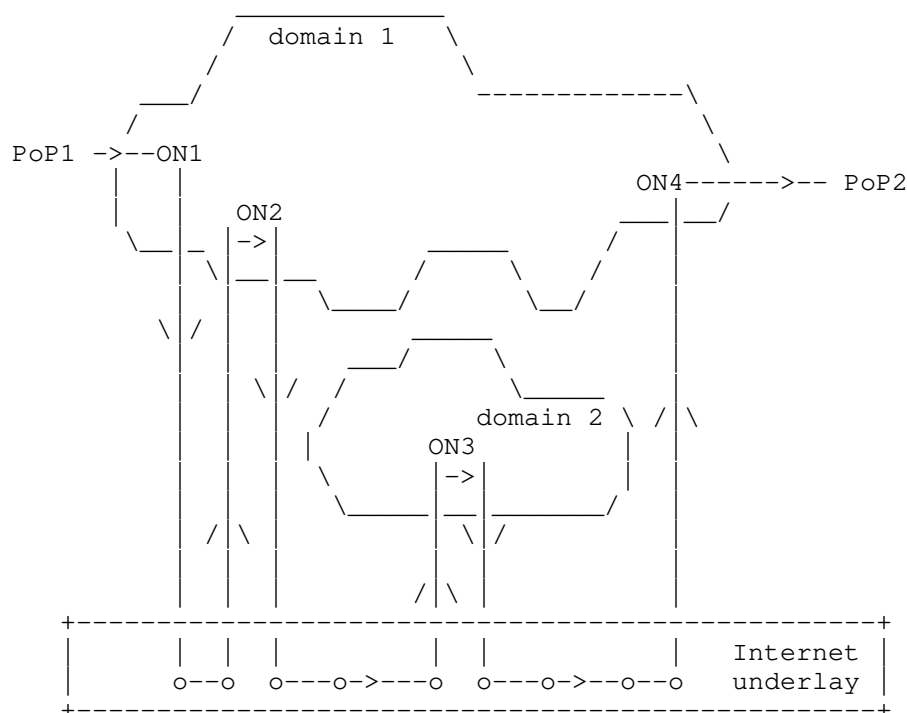 domain 1
PoP1 ->--ON1
ON4------>-- PoP2
ON2
->
domain 2
ON3
->
Internet
o--o o---o->---o o---o->--o--o underlay